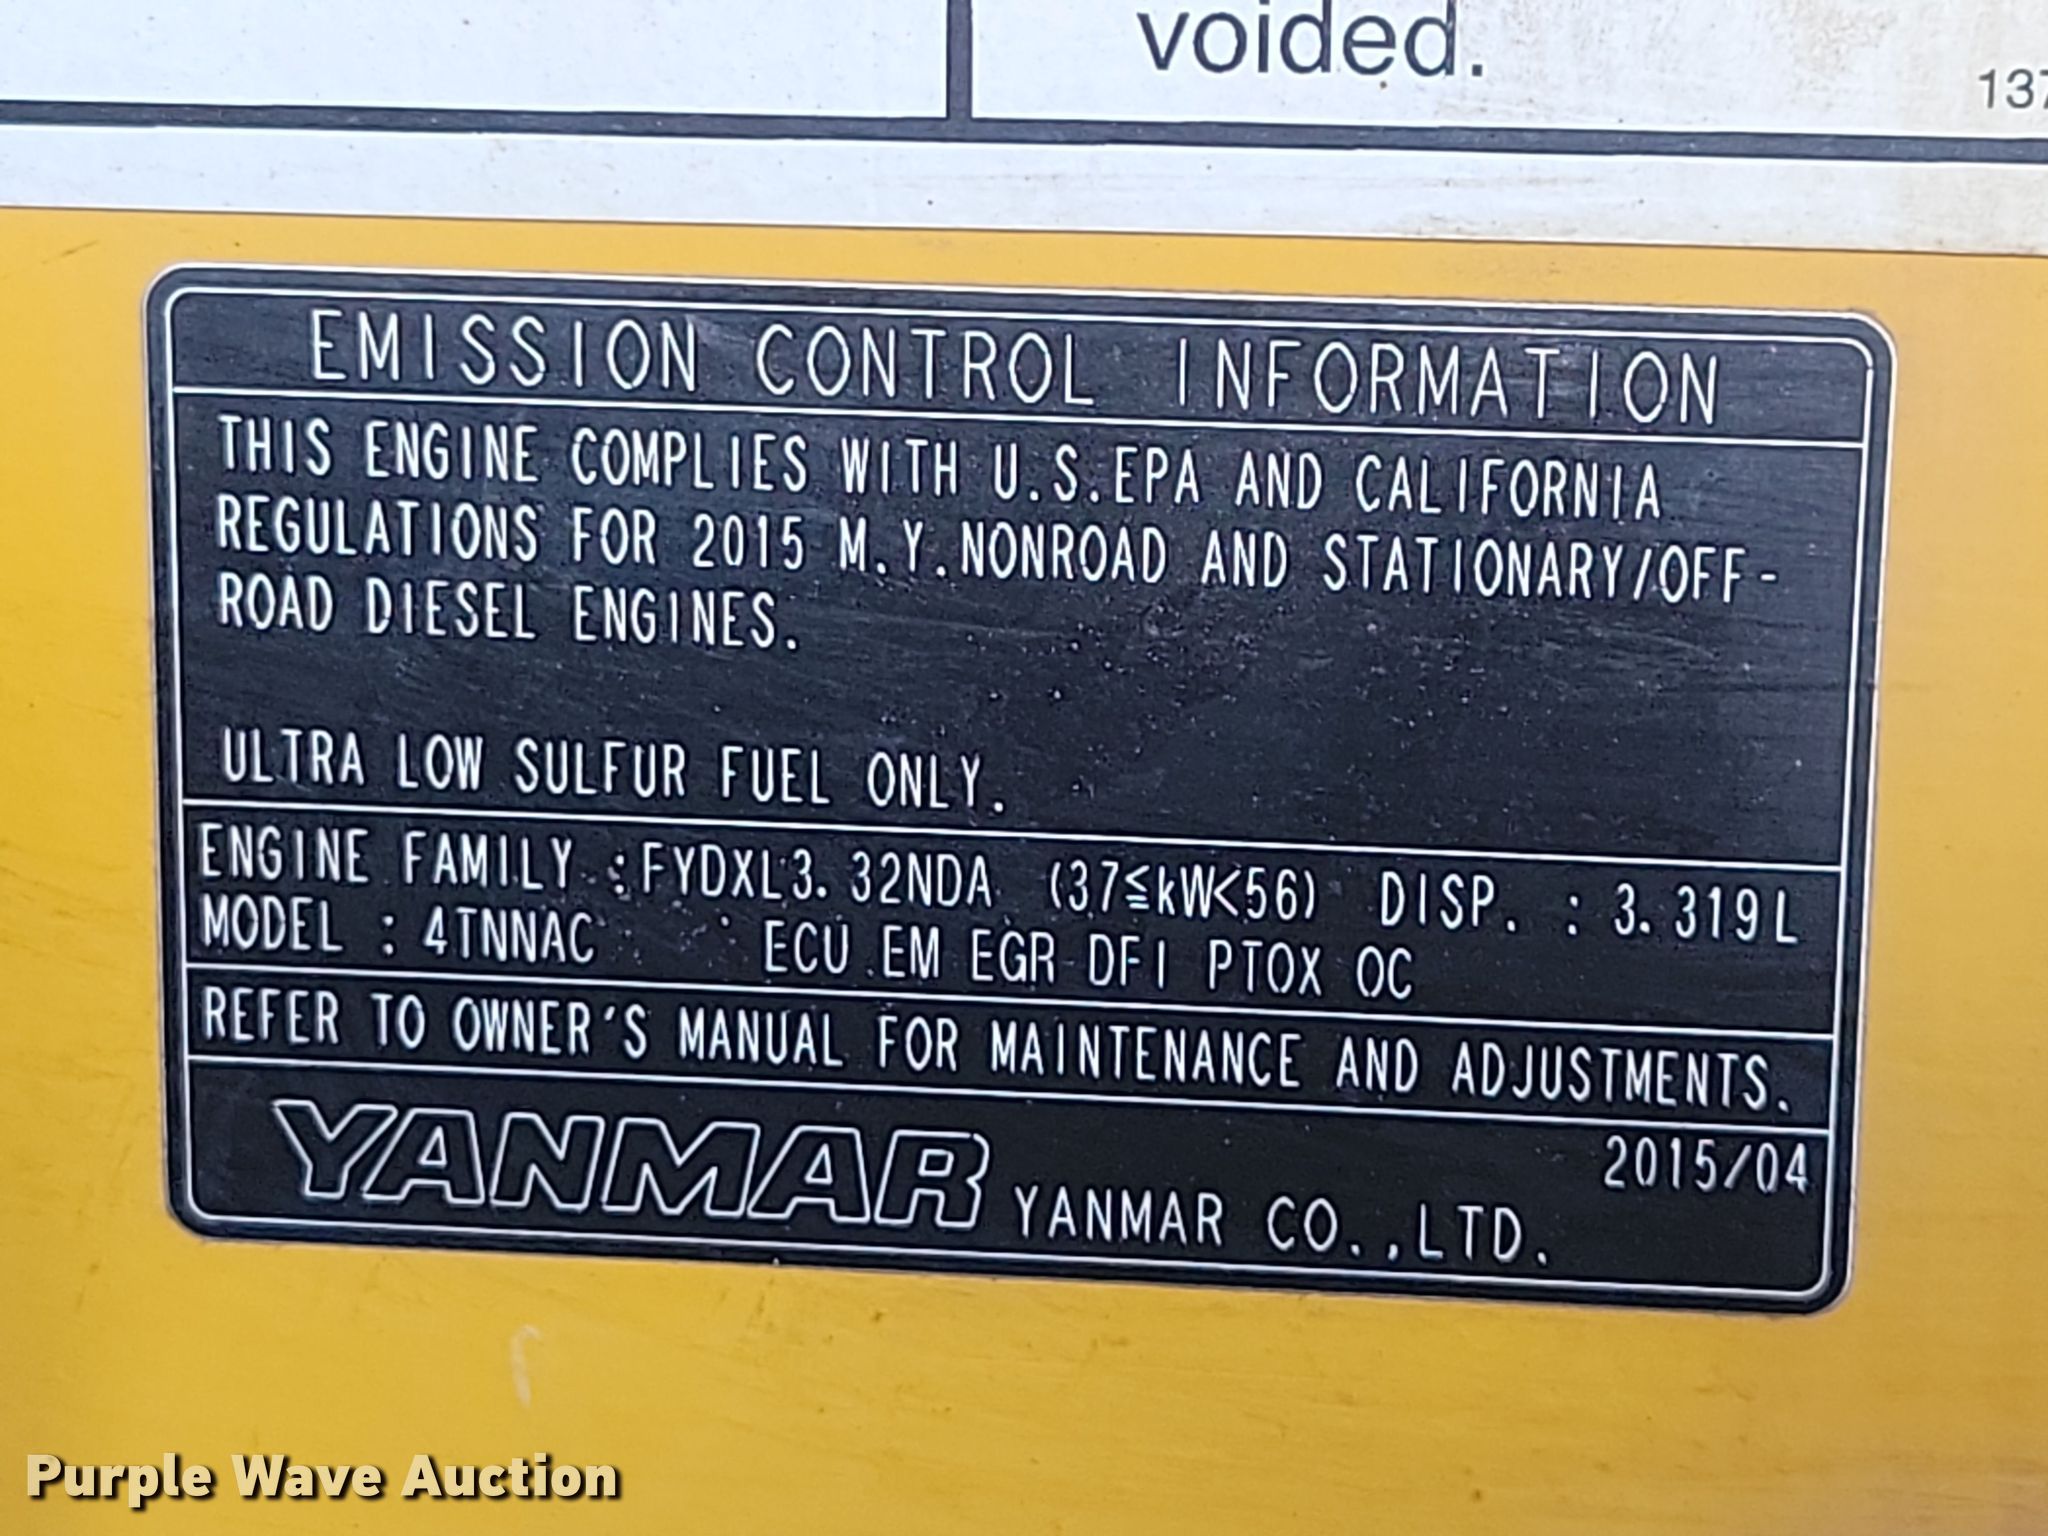 voided.
137
EMISSION CONTROL INFORMATION
THIS ENGINE COMPLIES WITH U.S.EPA AND CALIFORNIA
REGULATIONS FOR 2015 M.Y.NONROAD AND STATIONARY/OFF-
ROAD DIESEL ENGINES.
ULTRA LOW SULFUR FUEL ONLY.
ENGINE FAMILY :FYDXL3.32NDA (37≦kW<56) DISP. : 3.319L
MODEL : 4TNNAC ECU EM EGR DFI PTOX OC
REFER TO OWNER'S MANUAL FOR MAINTENANCE AND ADJUSTMENTS.
2015/04
YANMAR YANMAR CO.,LTD.
Purple Wave Auction